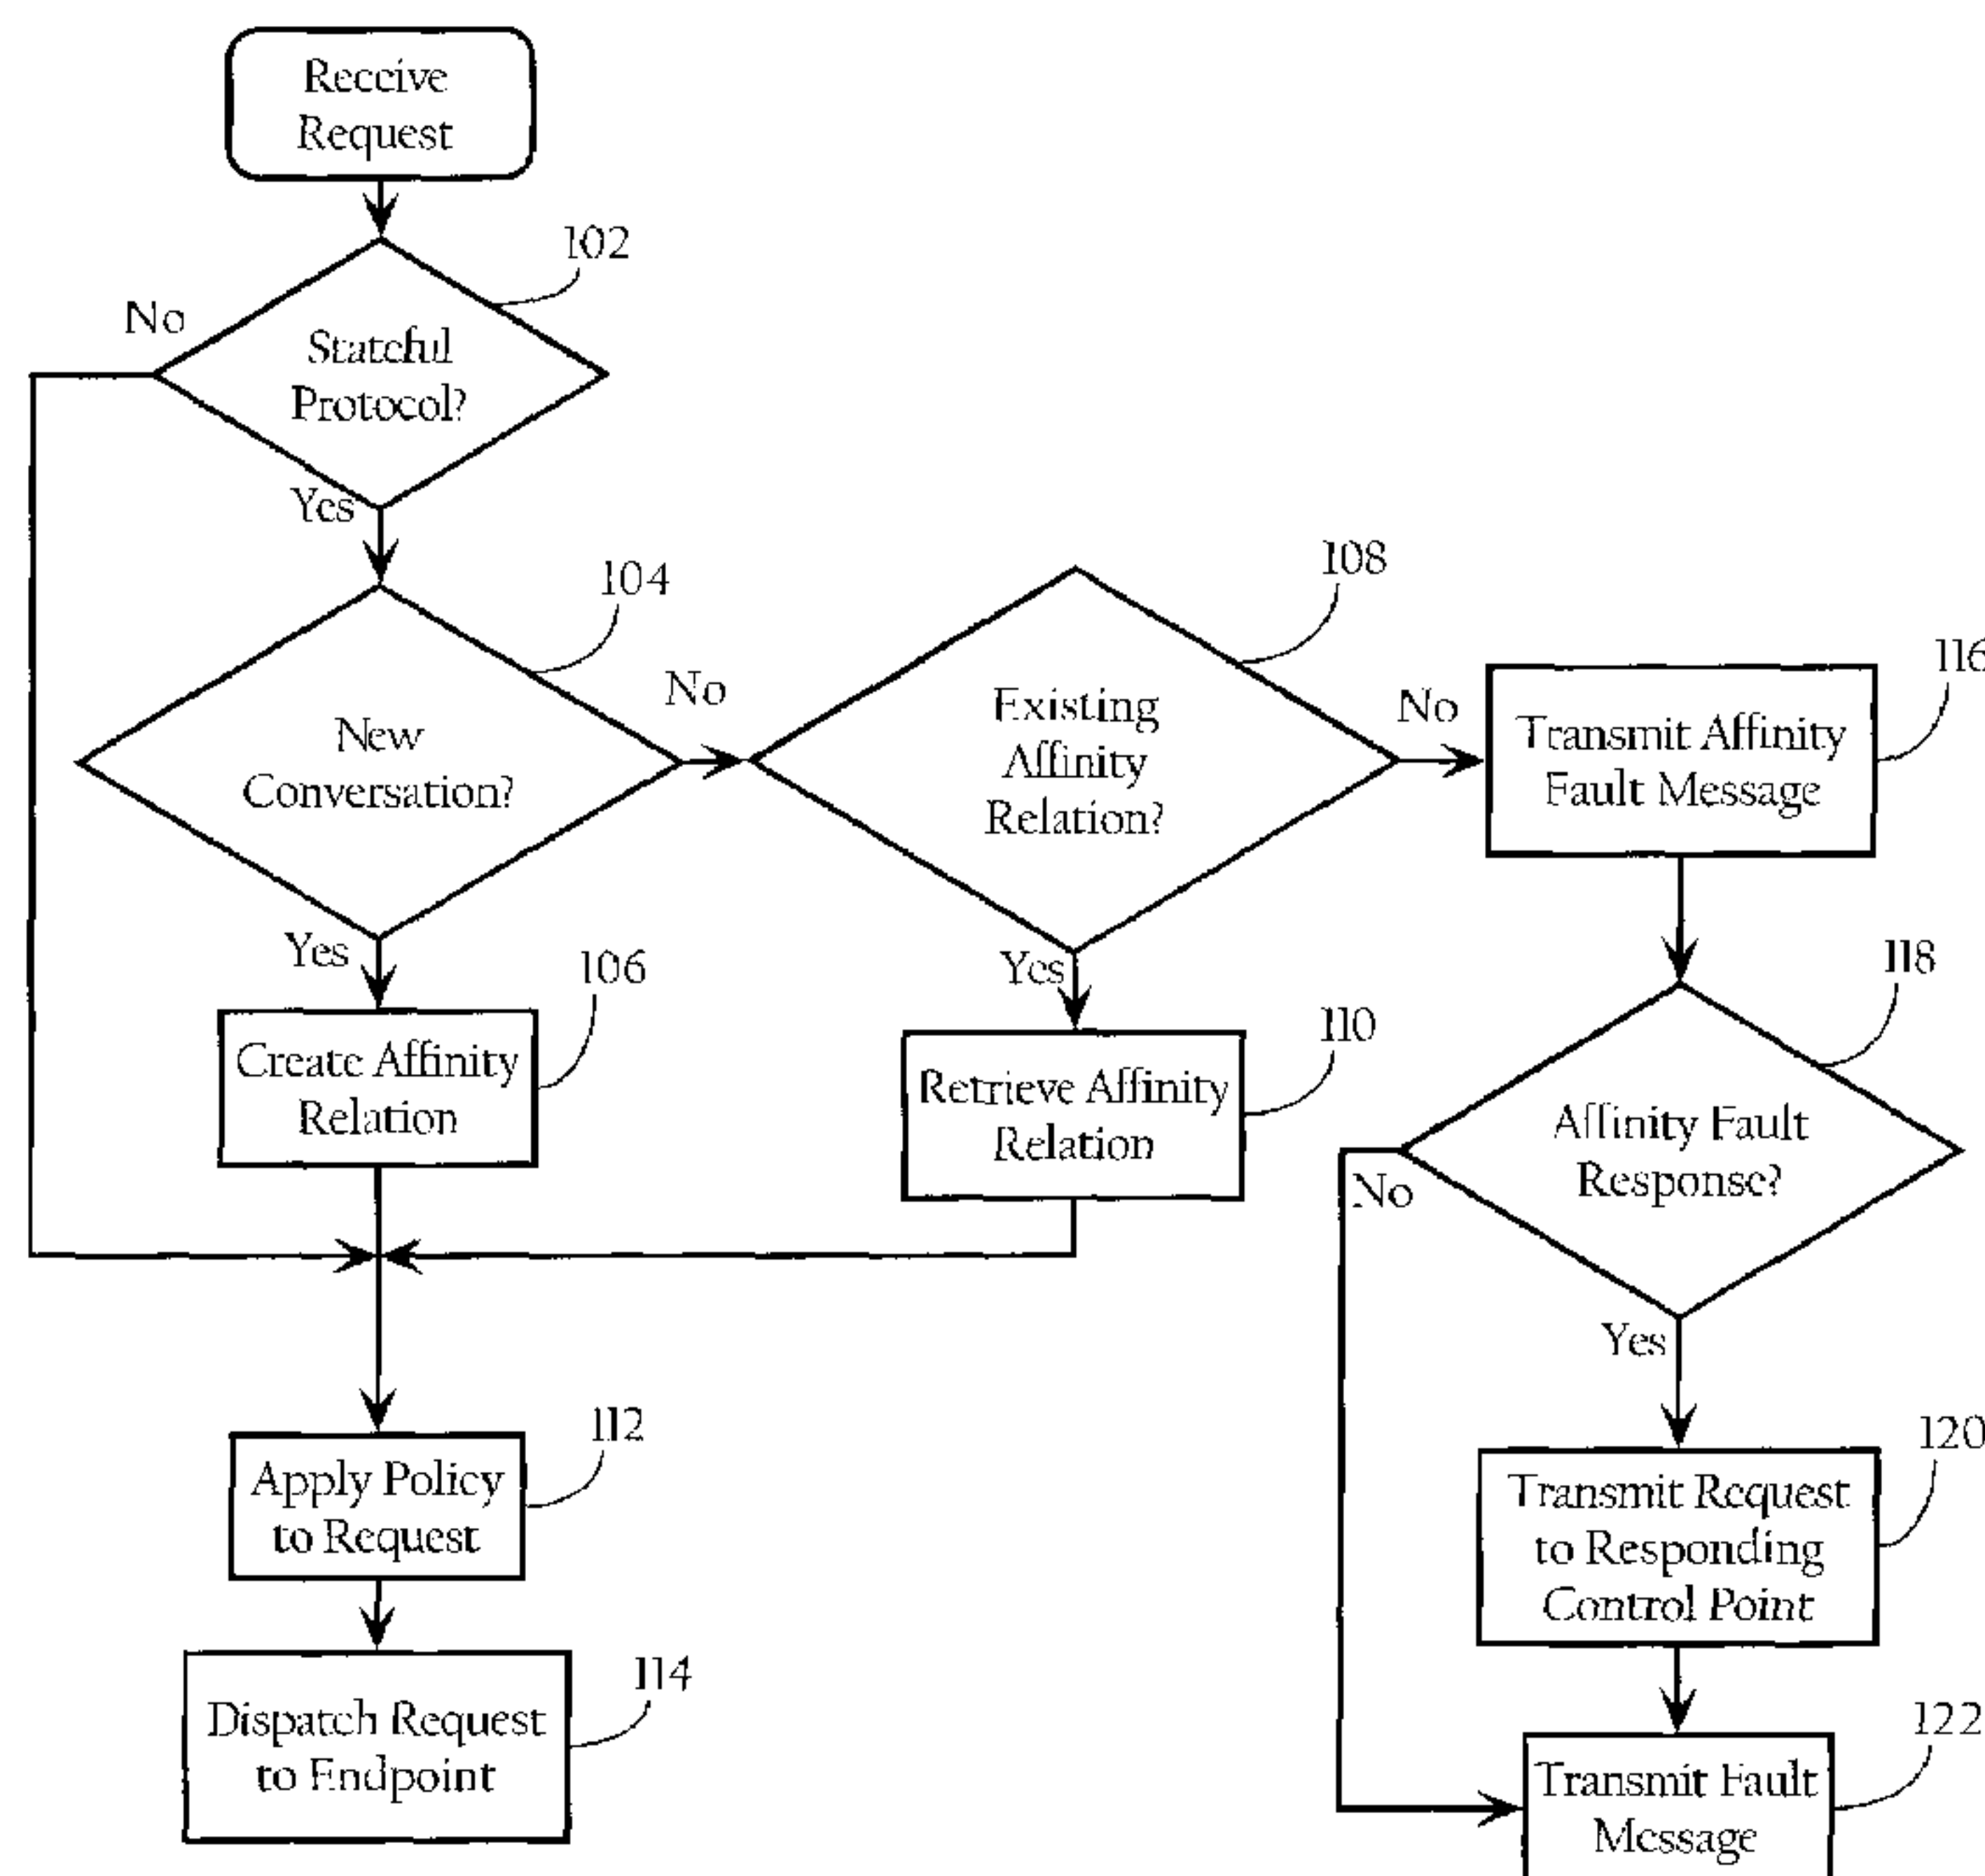 Receive
Request
102
No
Stateful
Protocol?
Yes
104
New
Conversation?
No
Yes
108
Existing
Affinity
Relation?
No
Yes
116
Transmit Affinity
Fault Message
106
Create Affinity
Relation
110
Retrieve Affinity
Relation
118
Affinity Fault
Response?
No
Yes
112
Apply Policy
to Request
114
Dispatch Request
to Endpoint
120
Transmit Request
to Responding
Control Point
122
Transmit Fault
Message